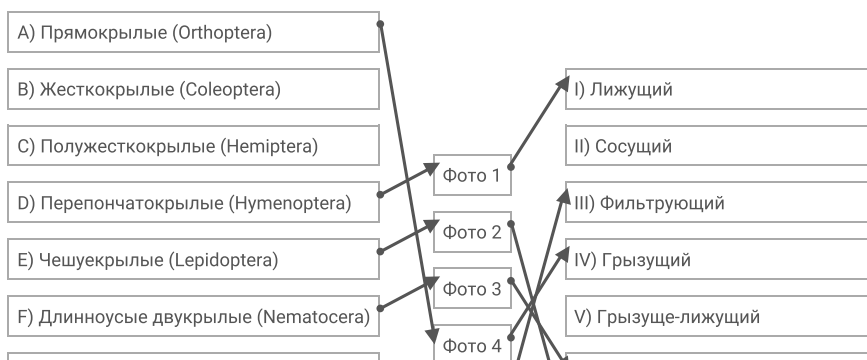 A) Прямокрылые (Orthoptera)
B) Жесткокрылые (Coleoptera)
C) Полужесткокрылые (Hemiptera)
D) Перепончатокрылые (Hymenoptera)
E) Чешуекрылые (Lepidoptera)
F) Длинноусые двукрылые (Nematocera)
Фото 1
Фото 2
Фото 3
Фото 4
I) Лижущий
II) Сосущий
III) Фильтрующий
IV) Грызущий
V) Грызуще-лижущий